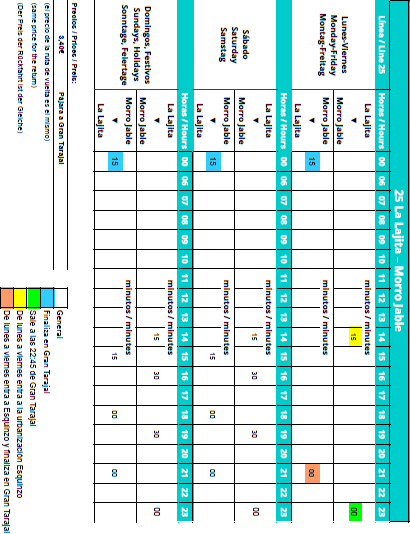 25 La Lajita – Morro Jable
Línea / Line 25 Horas / Hours 00 06 07 08 09 10 11 12 13 14 15 16 17 18 19 20 21 22 23
Lunes-Viernes
Monday-Friday
Montag-Freitag
La Lajita
▼
Morro Jable
minutos / minutes
15 00
Morro Jable
▼
La Lajita
15 00
Horas / Hours 00 06 07 08 09 10 11 12 13 14 15 16 17 18 19 20 21 22 23
Sábado
Saturday
Samstag
La Lajita
▼
Morro Jable
minutos / minutes
15 30 30 00
Morro Jable
▼
La Lajita
15 15 00 00
Horas / Hours 00 06 07 08 09 10 11 12 13 14 15 16 17 18 19 20 21 22 23
Domingos, Festivos
Sundays, Holidays
Sonntage, Feiertage
La Lajita
▼
Morro Jable
minutos / minutes
15 30 30 00
Morro Jable
▼
La Lajita
15 15 00 00
Precios / Prices / Preis:
3,40€ Pájara a Gran Tarajal
(el precio de la ruta de vuelta es el mismo)
(same price for the return)
(Der Preis der Rückfahrt ist der Gleiche)
General
Finaliza en Gran Tarajal
Sale a las 22:45 de Gran Tarajal
De lunes a viernes entra a la urbanización Esquinzo
De lunes a viernes entra a Esquinzo y finaliza en Gran Tarajal